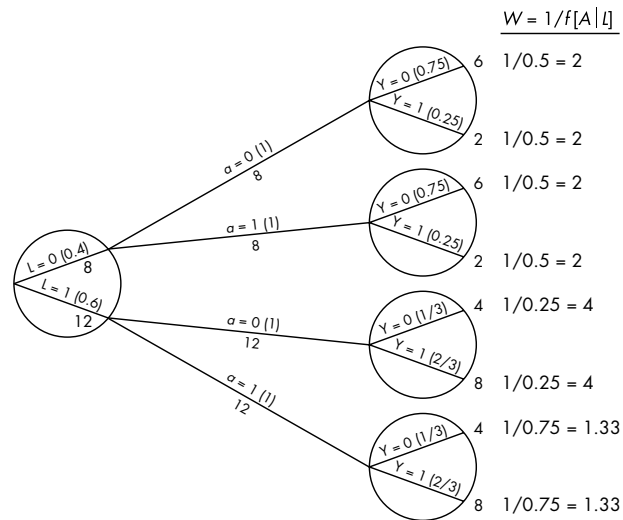 W = 1/f[A|L]
Y = 0 (0.75) 6 1/0.5 = 2
Y = 1 (0.25) 2 1/0.5 = 2
a = 0 (1)
8
Y = 0 (0.75) 6 1/0.5 = 2
Y = 1 (0.25) 2 1/0.5 = 2
a = 1 (1)
8
L = 0 (0.4)
8
L = 1 (0.6)
12
Y = 0 (1/3) 4 1/0.25 = 4
Y = 1 (2/3) 8 1/0.25 = 4
a = 0 (1)
12
a = 1 (1)
12
Y = 0 (1/3) 4 1/0.75 = 1.33
Y = 1 (2/3) 8 1/0.75 = 1.33